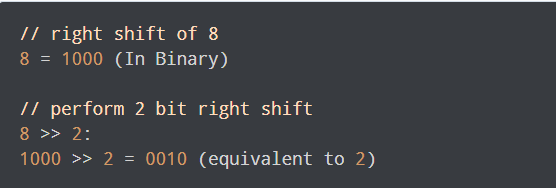 // right shift of 8
8 = 1000 (In Binary)
// perform 2 bit right shift
8 >> 2:
1000 >> 2 = 0010 (equivalent to 2)